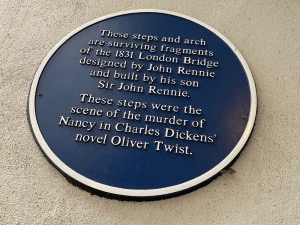 These steps and arch
are surviving fragments
of the 1831 London Bridge
designed by John Rennie
and built by his son
Sir John Rennie.
These steps were the
scene of the murder of
Nancy in Charles Dickens'
novel Oliver Twist.